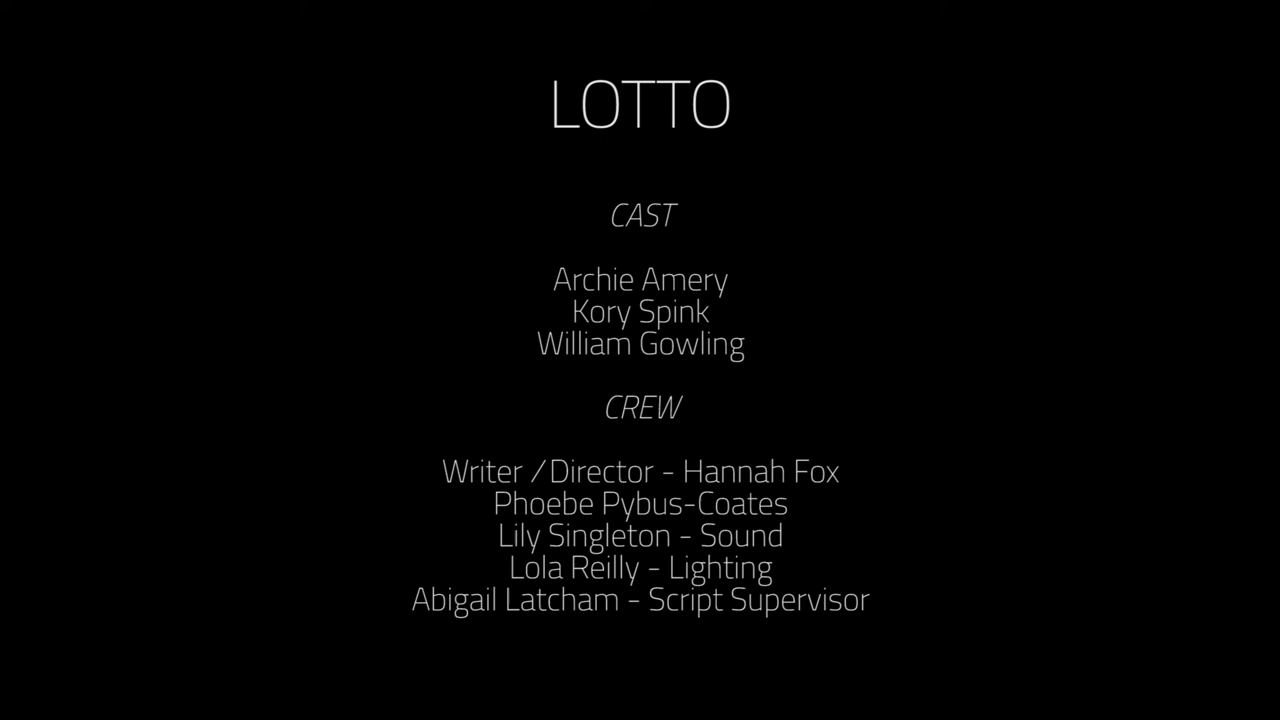 LOTTO
CAST
Archie Amery
Kory Spink
William Gowling
CREW
Writer /Director - Hannah Fox
Phoebe Pybus-Coates
Lily Singleton - Sound
Lola Reilly - Lighting
Abigail Latcham - Script Supervisor